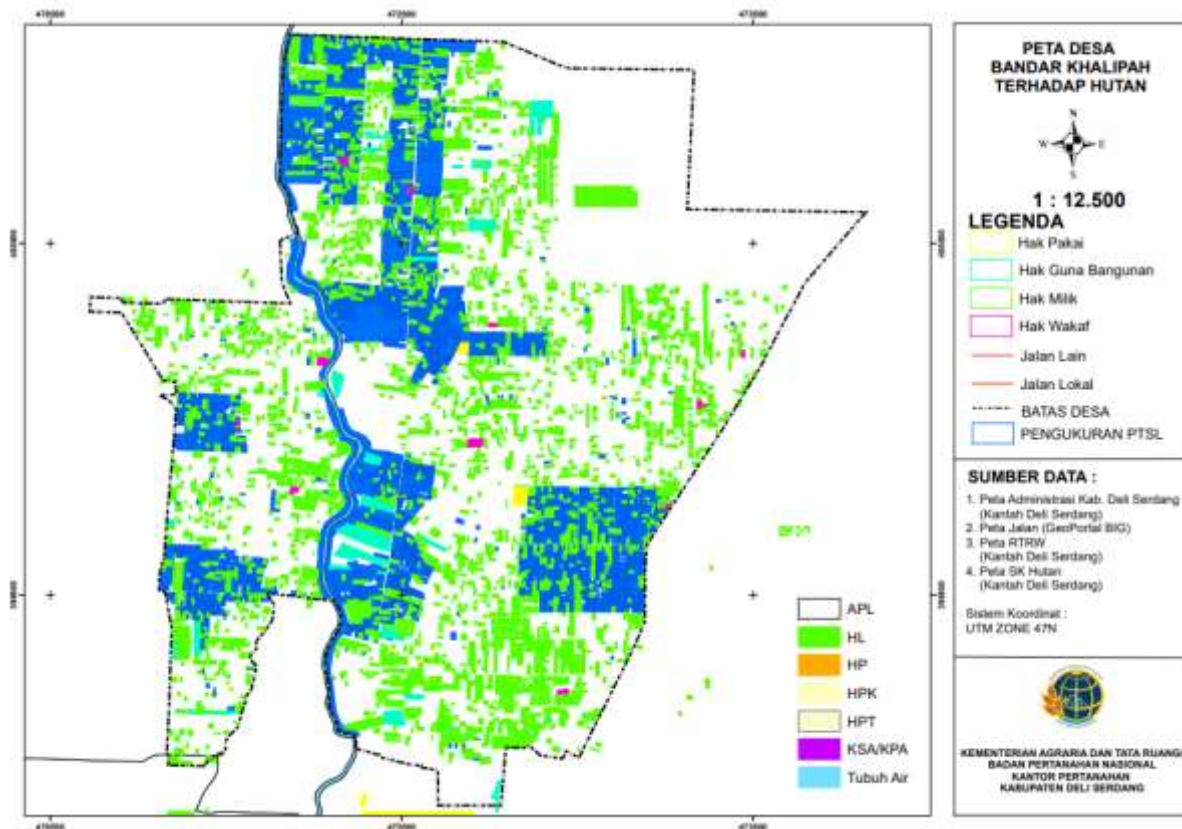 PETA DESA
BANDAR KHALIPAH
TERHADAP HUTAN
N
W E
S
1 : 12.500
LEGENDA
Hak Pakai
Hak Guna Bangunan
Hak Milik
Hak Wakaf
Jalan Lain
Jalan Lokal
BATAS DESA
PENGUKURAN PTSL
SUMBER DATA :
1. Peta Administrasi Kab. Deli Serdang
(Kantah Deli Serdang)
2. Peta Jalan (GeoPortal BIG)
3. Peta RTRW
(Kantah Deli Serdang)
4. Peta SK Hutan
(Kantah Deli Serdang)
Sistem Koordinat :
UTM ZONE 47N
KEMENTERIAN AGRARIA DAN TATA RUANG/
BADAN PERTANAHAN NASIONAL
KANTOR PERTANAHAN
KABUPATEN DELI SERDANG
APL
HL
HP
HPK
HPT
KSA/KPA
Tubuh Air